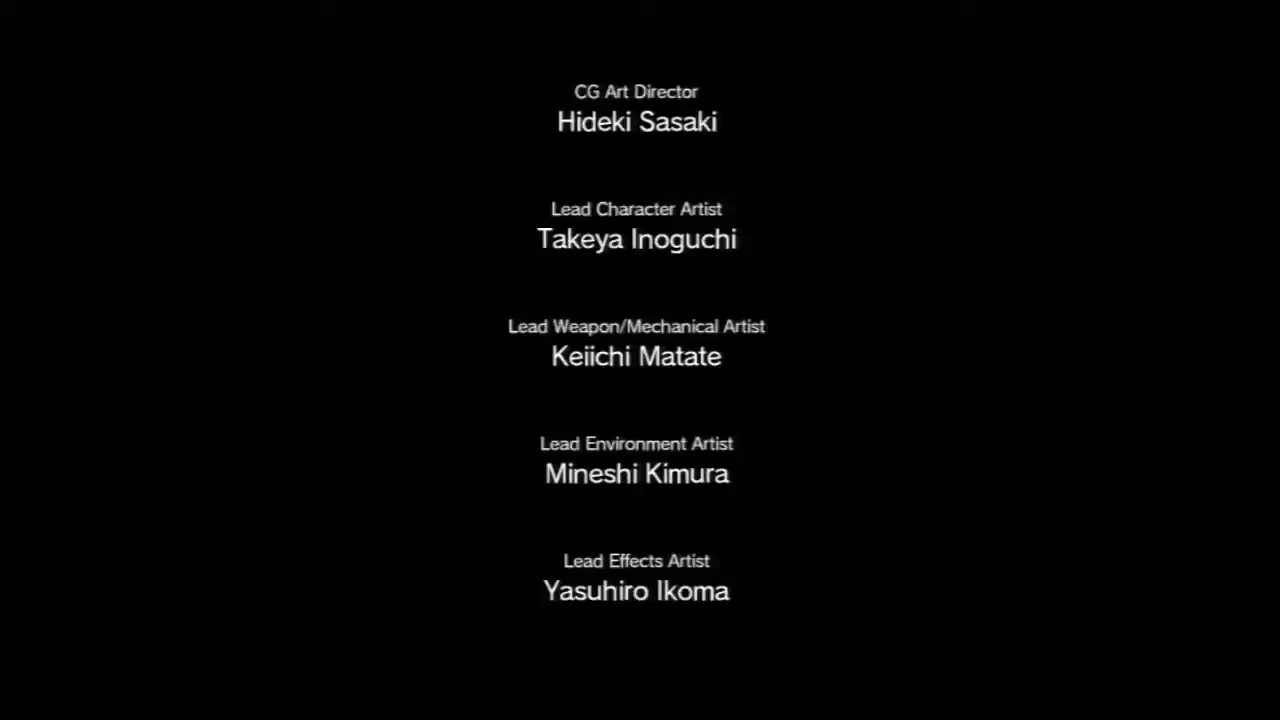 CG Art Director
Hideki Sasaki
Lead Character Artist
Takeya Inoguchi
Lead Weapon/Mechanical Artist
Keiichi Matate
Lead Environment Artist
Mineshi Kimura
Lead Effects Artist
Yasuhiro Ikoma